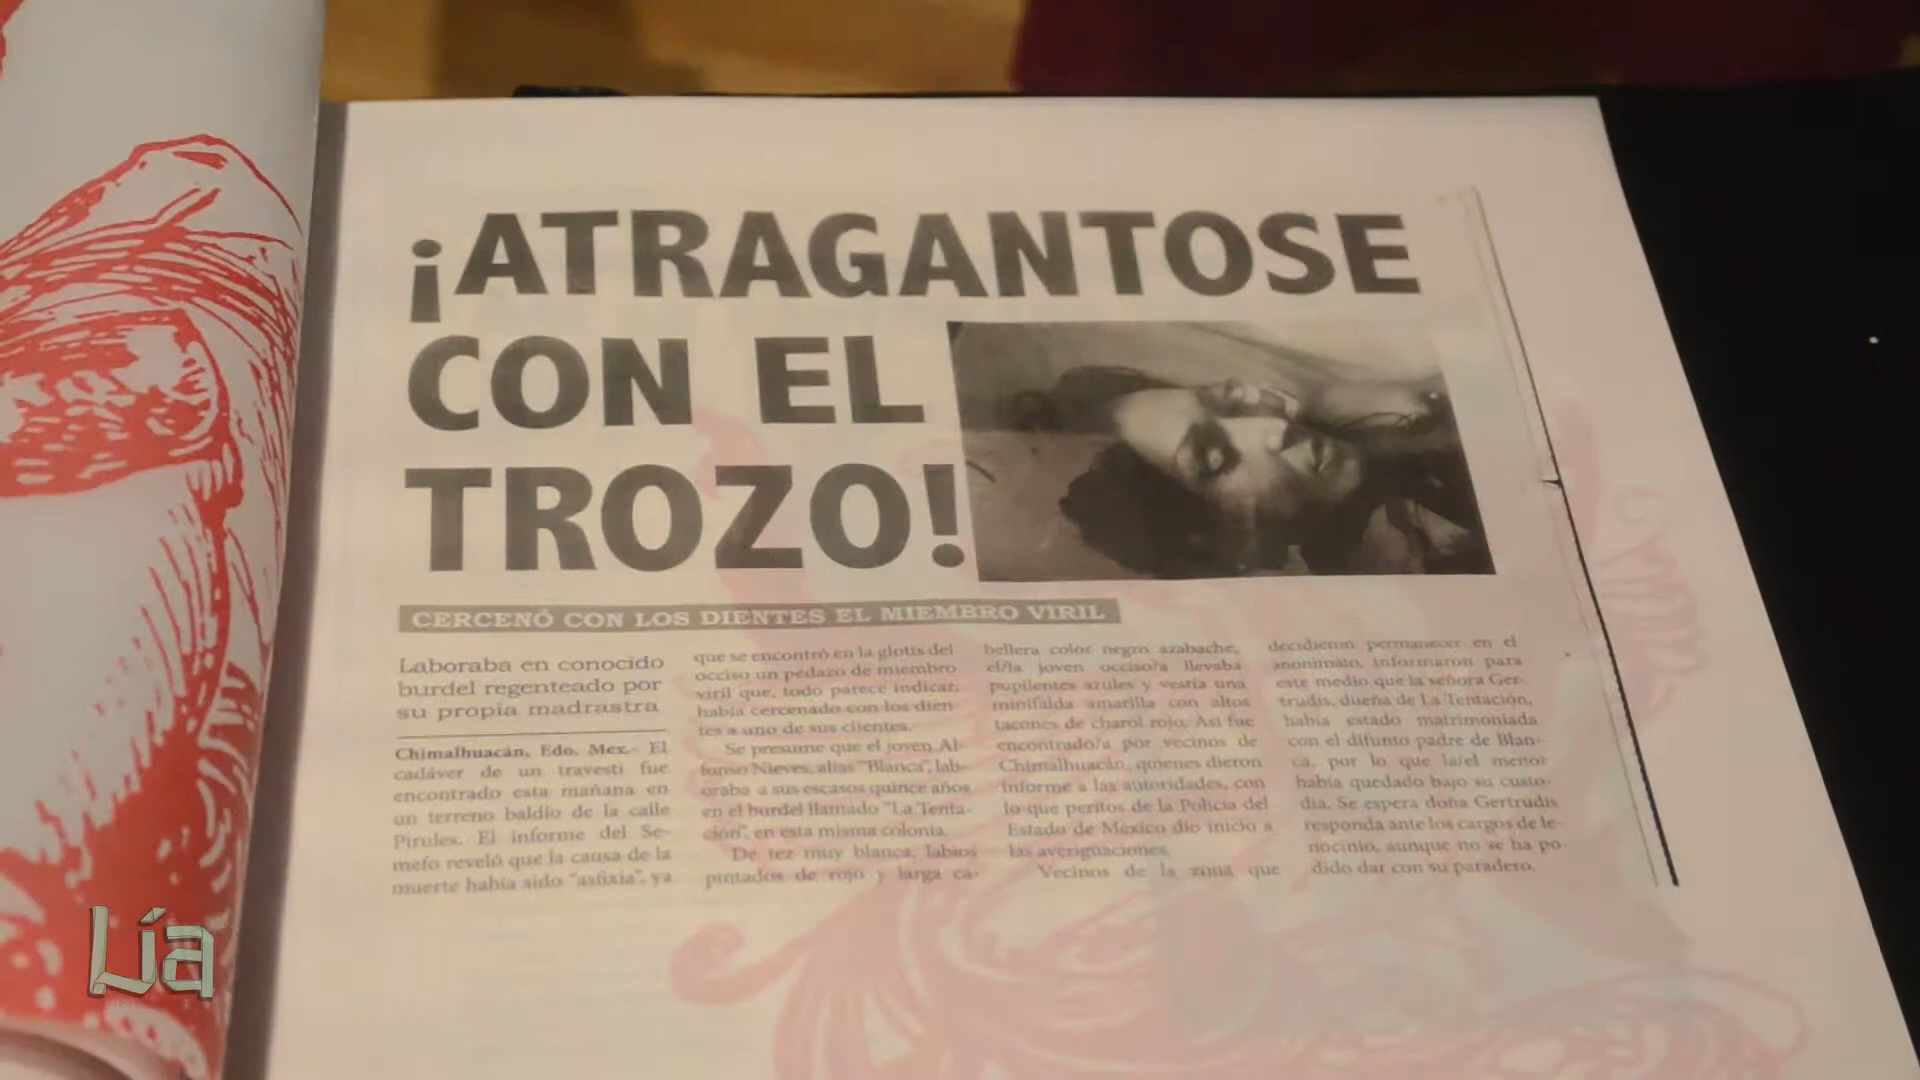 ¡ATRAGANTOSE
CON EL
TROZO!
CERCENÓ CON LOS DIENTES EL MIEMBRO VIRIL
Laboraba en conocido
burdel regenteado por
su propia madrastra
Chimalhuacán, Edo. Mex.- El
cadáver de un travesti fue
encontrado esta mañana en
un terreno baldío de la calle
Pirules. El informe del Se-
mefo reveló que la causa de la
muerte había sido "asfixia", ya
que se encontró en la glotis del
occiso un pedazo de miembro
viril que, todo parece indicar,
había cercenado con los dien-
tes a uno de sus clientes.
Se presume que el joven Al-
fonso Nieves, alias "Blanca", lab-
oraba a sus escasos quince años
en el burdel llamado "La Tenta-
ción", en esta misma colonia.
De tez muy blanca, labios
pintados de rojo y larga ca-
bellera color negro azabache,
el/la joven occiso/a llevaba
pupilentes azules y vestía una
minifalda amarilla con altos
tacones de charol rojo. Así fue
encontrado/a por vecinos de
Chimalhuacán, quienes dieron
informe a las autoridades, con
lo que peritos de la Policía del
Estado de México dio inicio a
las averiguaciones.
Vecinos de la zona que
decidieron permanecer en el
anonimato, informaron para
este medio que la señora Ger-
trudis, dueña de La Tentación,
había estado matrimoniada
con el difunto padre de Blan-
ca, por lo que la/el menor
había quedado bajo su custo-
dia. Se espera doña Gertrudis
responda ante los cargos de le-
nocinio, aunque no se ha po-
dido dar con su paradero.
Lía